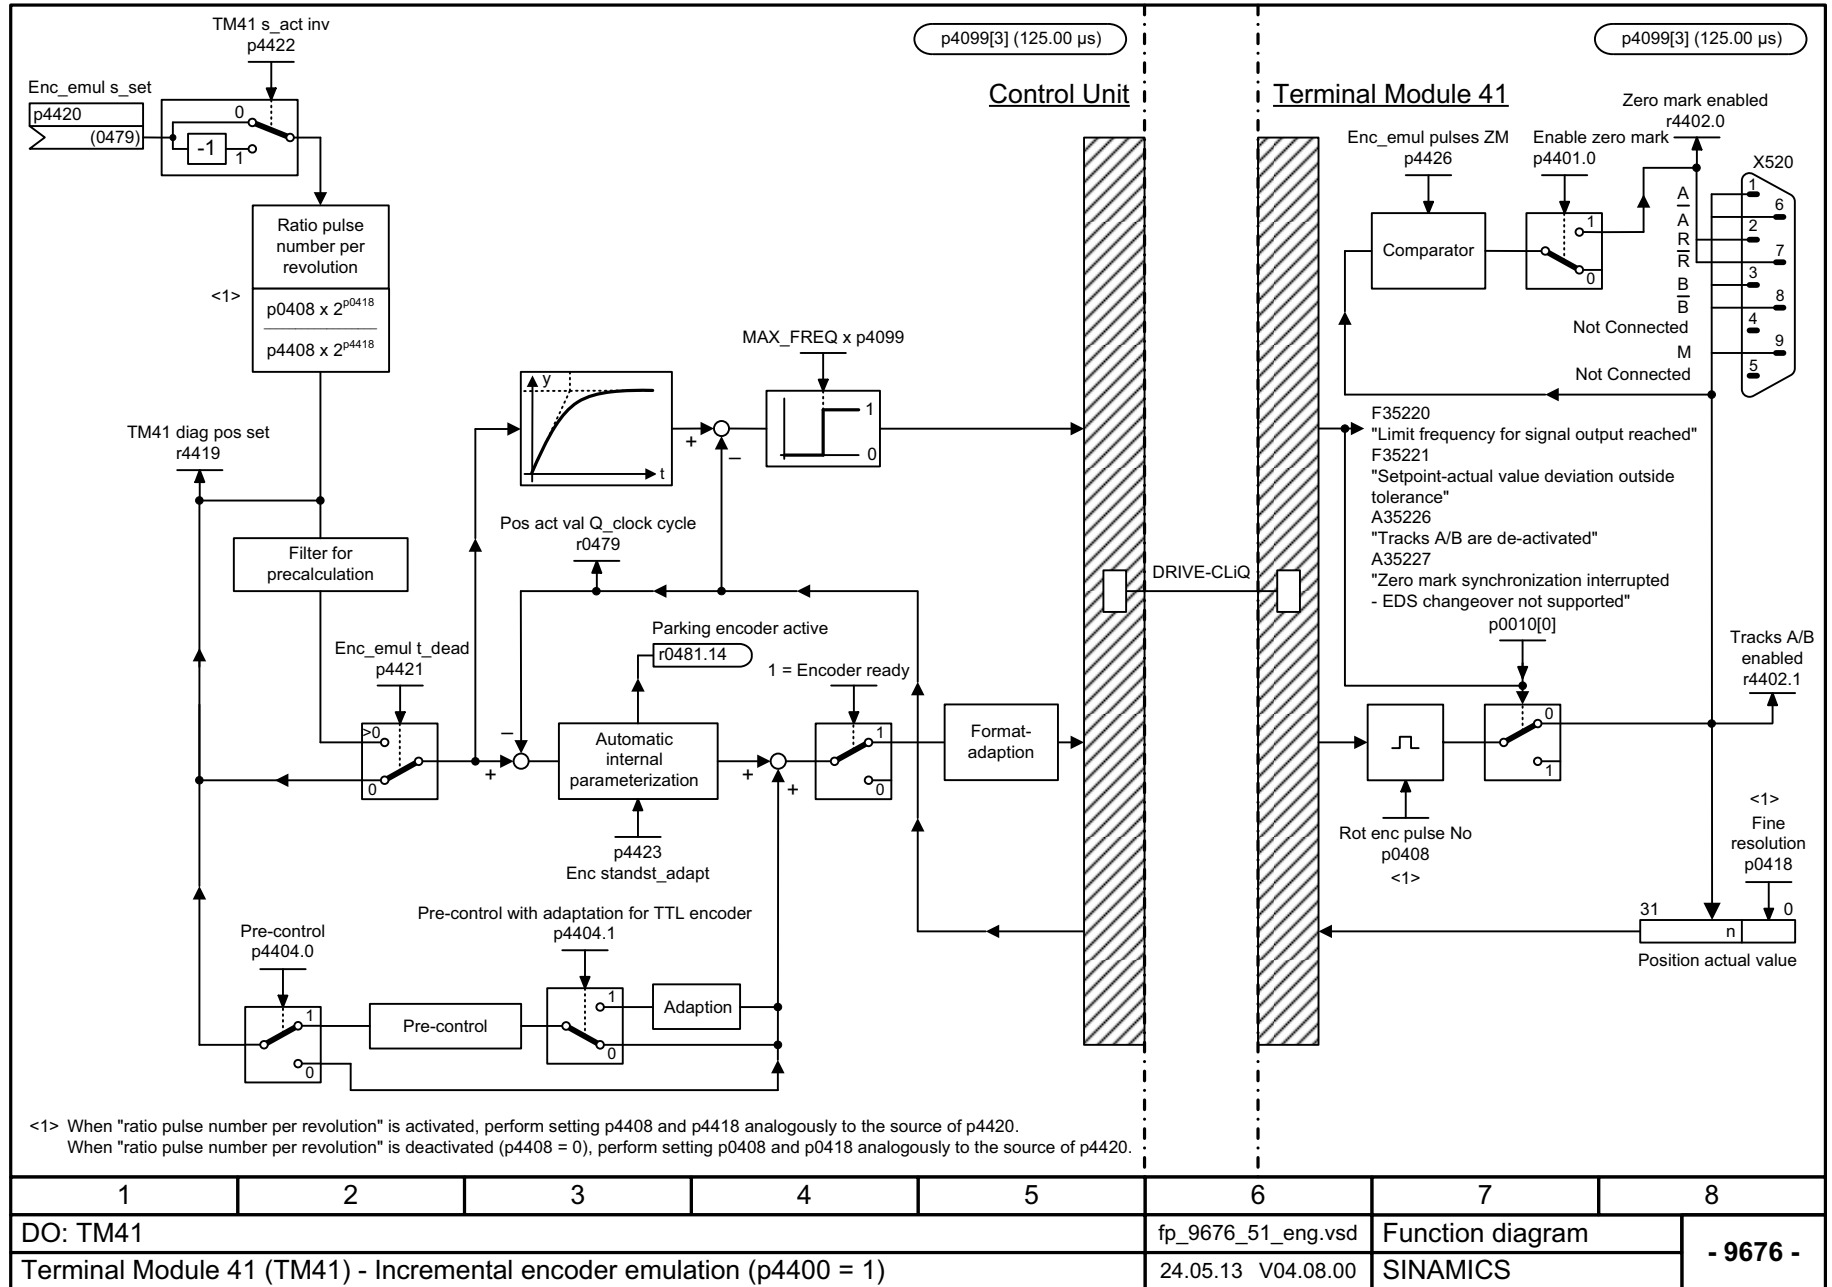 TM41 s_act inv
p4422
Enc_emul s_set
p4420
(0479)
0
-1
1
p4099[3] (125.00 µs)
Control Unit
Ratio pulse
number per
revolution
<1>
p0408 x 2^p0418
p4408 x 2^p4418
TM41 diag pos set
r4419
Filter for
precalculation
Enc_emul t_dead
p4421
>0
0
y
t
+
–
MAX_FREQ x p4099
1
0
Pos act val Q_clock cycle
r0479
Parking encoder active
r0481.14
1 = Encoder ready
–
+
Automatic
internal
parameterization
+
+
1
0
Format-
adaption
p4423
Enc standst_adapt
Pre-control with adaptation for TTL encoder
p4404.1
Pre-control
p4404.0
1
0
Pre-control
1
0
Adaption
DRIVE-CLiQ
p4099[3] (125.00 µs)
Terminal Module 41
Zero mark enabled
r4402.0
Enc_emul pulses ZM
p4426
Enable zero mark
p4401.0
Comparator
1
0
X520
A
A
R
R
B
B
Not Connected
M
Not Connected
1
6
2
7
3
8
4
9
5
F35220
"Limit frequency for signal output reached"
F35221
"Setpoint-actual value deviation outside
tolerance"
A35226
"Tracks A/B are de-activated"
A35227
"Zero mark synchronization interrupted
- EDS changeover not supported"
p0010[0]
0
1
Tracks A/B
enabled
r4402.1
Rot enc pulse No
p0408
<1>
<1>
Fine
resolution
p0418
31
0
n
Position actual value
<1> When "ratio pulse number per revolution" is activated, perform setting p4408 and p4418 analogously to the source of p4420.
When "ratio pulse number per revolution" is deactivated (p4408 = 0), perform setting p0408 and p0418 analogously to the source of p4420.
1 2 3 4 5 6 7 8
DO: TM41
fp_9676_51_eng.vsd
Function diagram
- 9676 -
Terminal Module 41 (TM41) - Incremental encoder emulation (p4400 = 1)
24.05.13 V04.08.00
SINAMICS